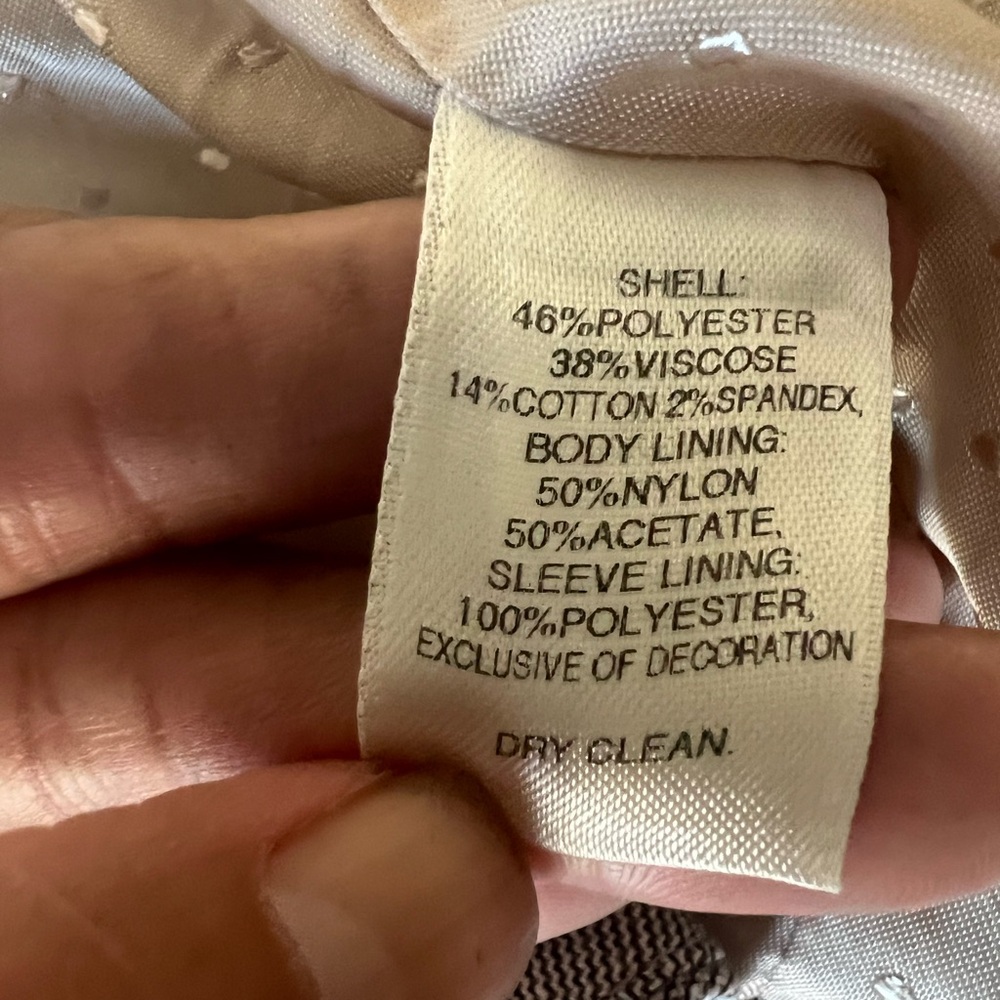 SHELL:
46%POLYESTER
38%VISCOSE
14%COTTON 2%SPANDEX,
BODY LINING:
50%NYLON
50%ACETATE,
SLEEVE LINING:
100%POLYESTER,
EXCLUSIVE OF DECORATION
DRY CLEAN.